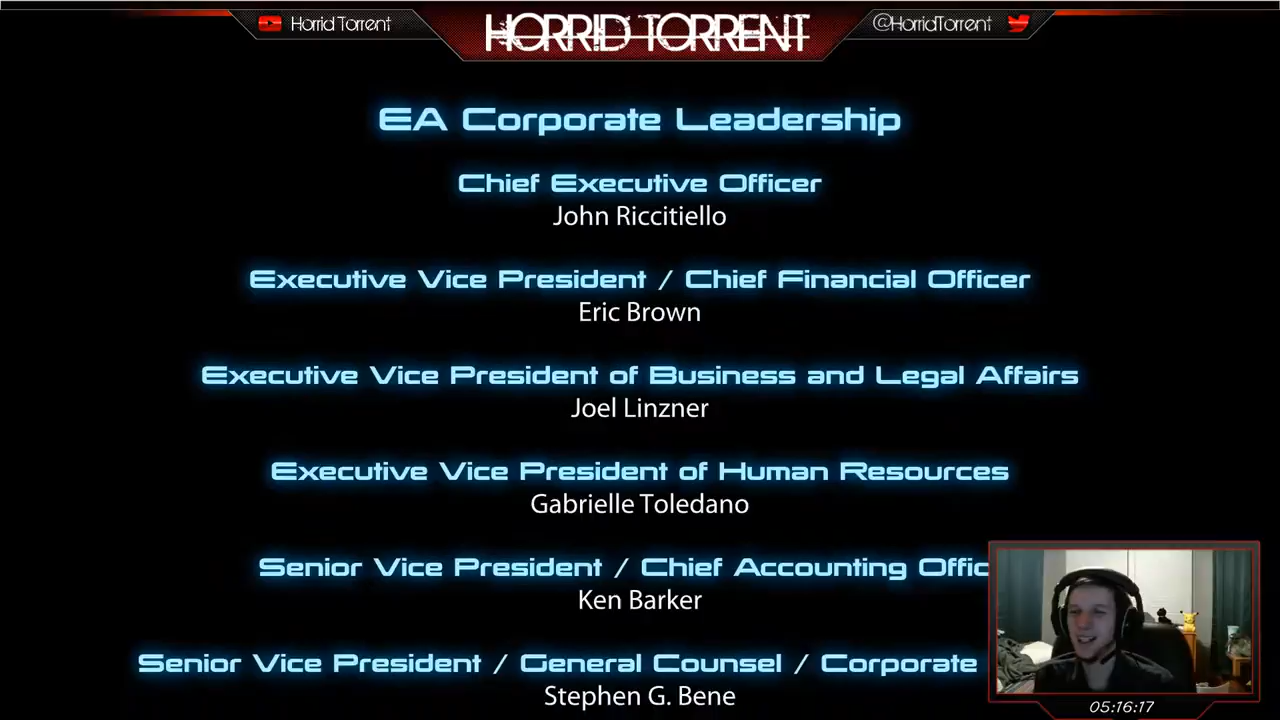 HorridTorrent
HORRID TORRENT
@HorridTorrent
EA Corporate Leadership
Chief Executive Officer
John Riccitiello
Executive Vice President / Chief Financial Officer
Eric Brown
Executive Vice President of Business and Legal Affairs
Joel Linzner
Executive Vice President of Human Resources
Gabrielle Toledano
Senior Vice President / Chief Accounting Offic
Ken Barker
Senior Vice President / General Counsel / Corporate
Stephen G. Bene
05:16:17